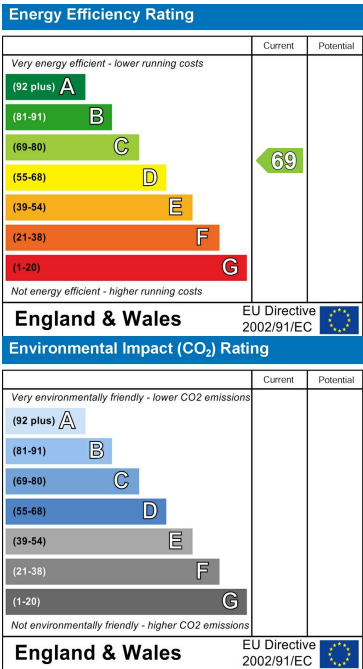 Energy Efficiency Rating
Current Potential
Very energy efficient - lower running costs
(92 plus) A
(81-91) B
(69-80) C
69
(55-68) D
(39-54) E
(21-38) F
(1-20) G
Not energy efficient - higher running costs
England & Wales
EU Directive
2002/91/EC
Environmental Impact (CO₂) Rating
Current Potential
Very environmentally friendly - lower CO2 emissions
(92 plus) A
(81-91) B
(69-80) C
(55-68) D
(39-54) E
(21-38) F
(1-20) G
Not environmentally friendly - higher CO2 emissions
England & Wales
EU Directive
2002/91/EC